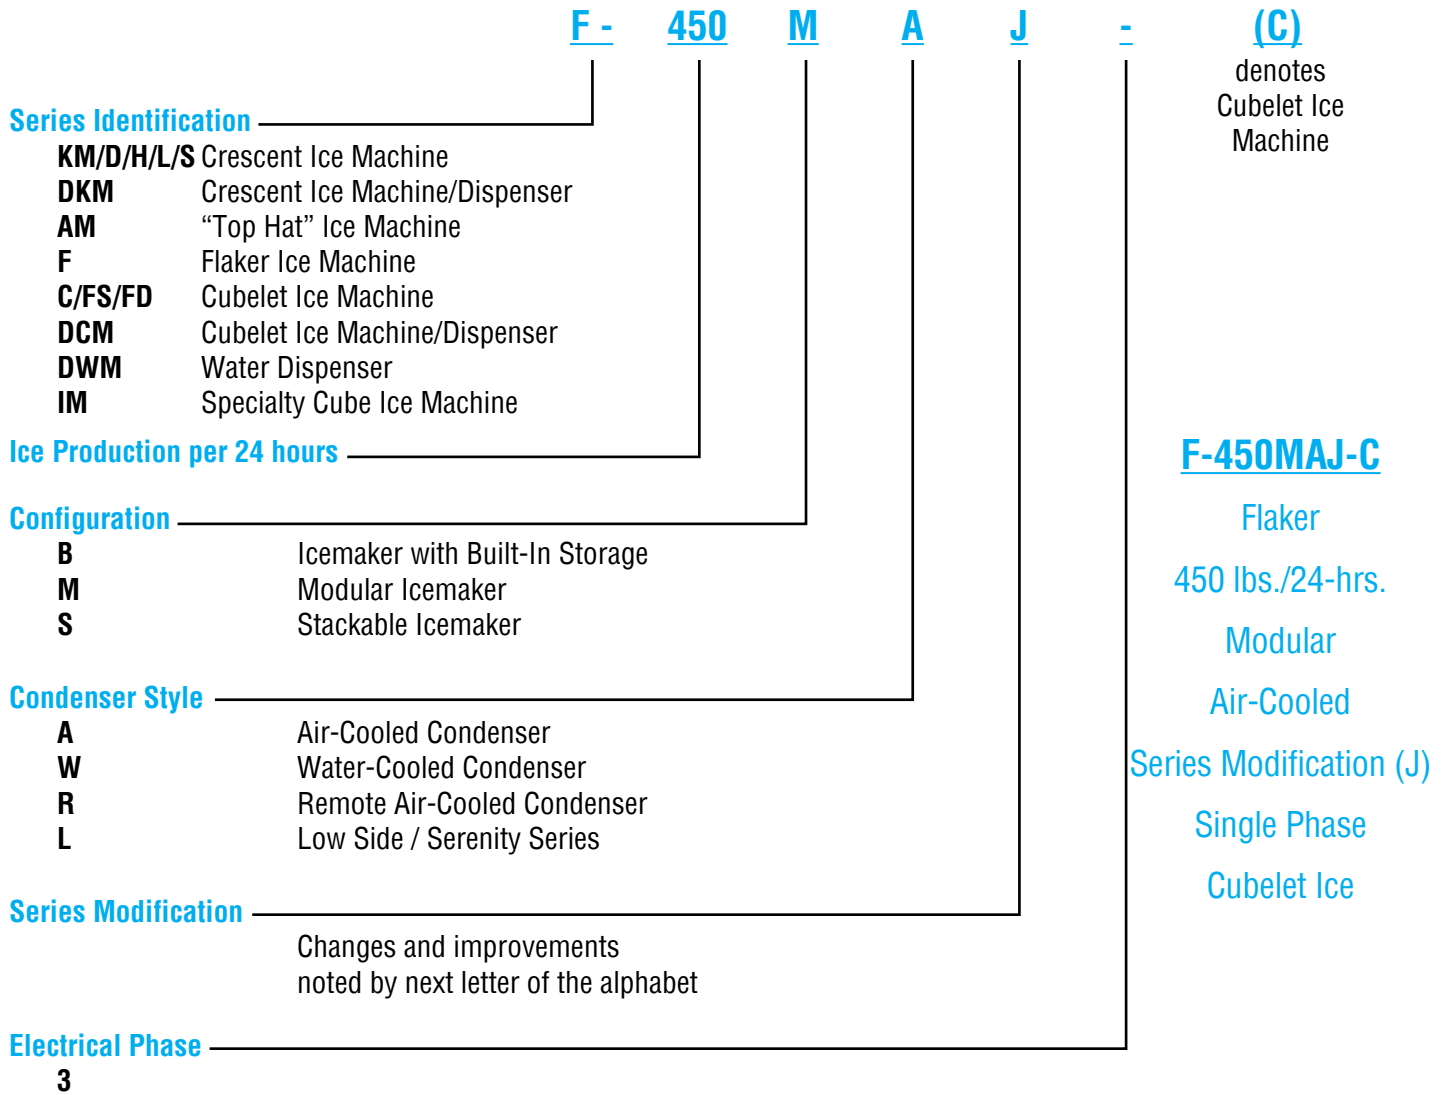 F - 450 M A J - (C)
denotes
Cubelet Ice
Machine
Series Identification
KM/D/H/L/S Crescent Ice Machine
DKM Crescent Ice Machine/Dispenser
AM “Top Hat” Ice Machine
F Flaker Ice Machine
C/FS/FD Cubelet Ice Machine
DCM Cubelet Ice Machine/Dispenser
DWM Water Dispenser
IM Specialty Cube Ice Machine
Ice Production per 24 hours
Configuration
B Icemaker with Built-In Storage
M Modular Icemaker
S Stackable Icemaker
Condenser Style
A Air-Cooled Condenser
W Water-Cooled Condenser
R Remote Air-Cooled Condenser
L Low Side / Serenity Series
Series Modification
Changes and improvements
noted by next letter of the alphabet
Electrical Phase
3
F-450MAJ-C
Flaker
450 lbs./24-hrs.
Modular
Air-Cooled
Series Modification (J)
Single Phase
Cubelet Ice